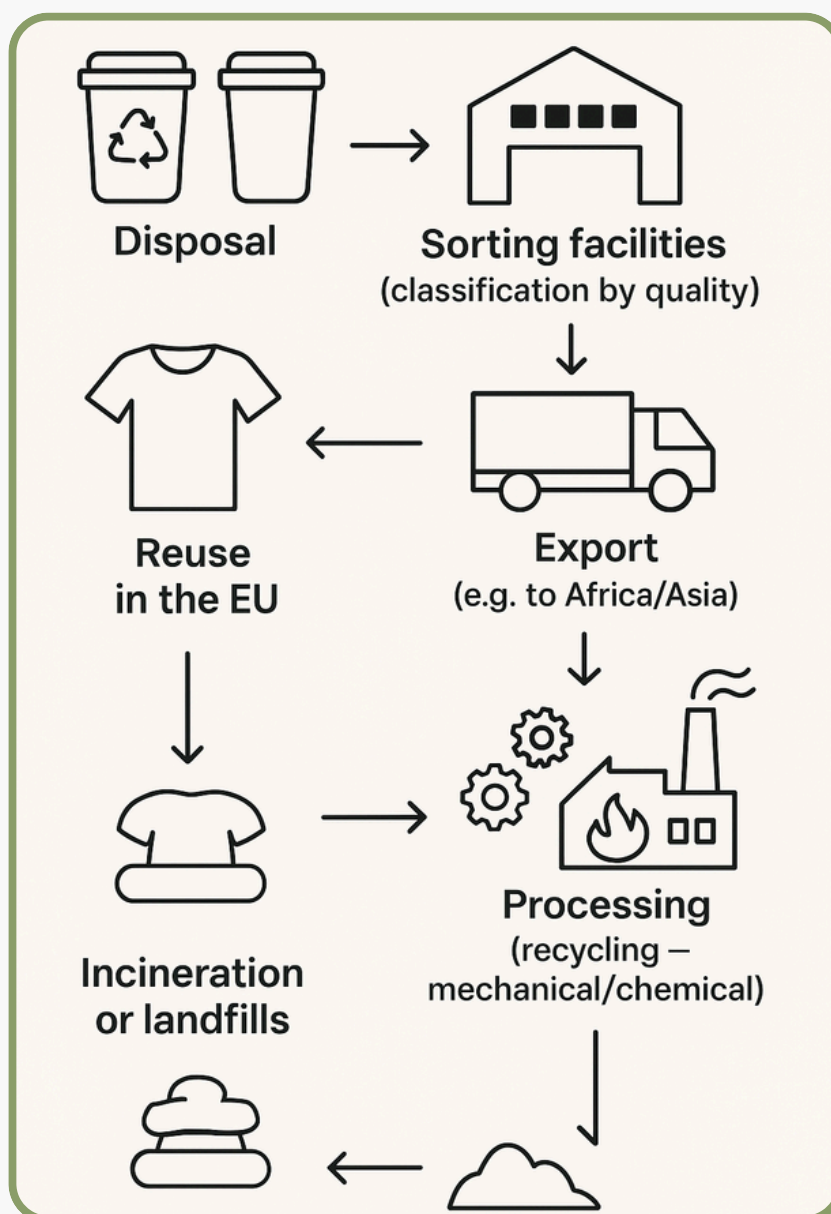 Disposal
Sorting facilities
(classification by quality)
Reuse
in the EU
Export
(e.g. to Africa/Asia)
Processing
(recycling –
mechanical/chemical)
Incineration
or landfills